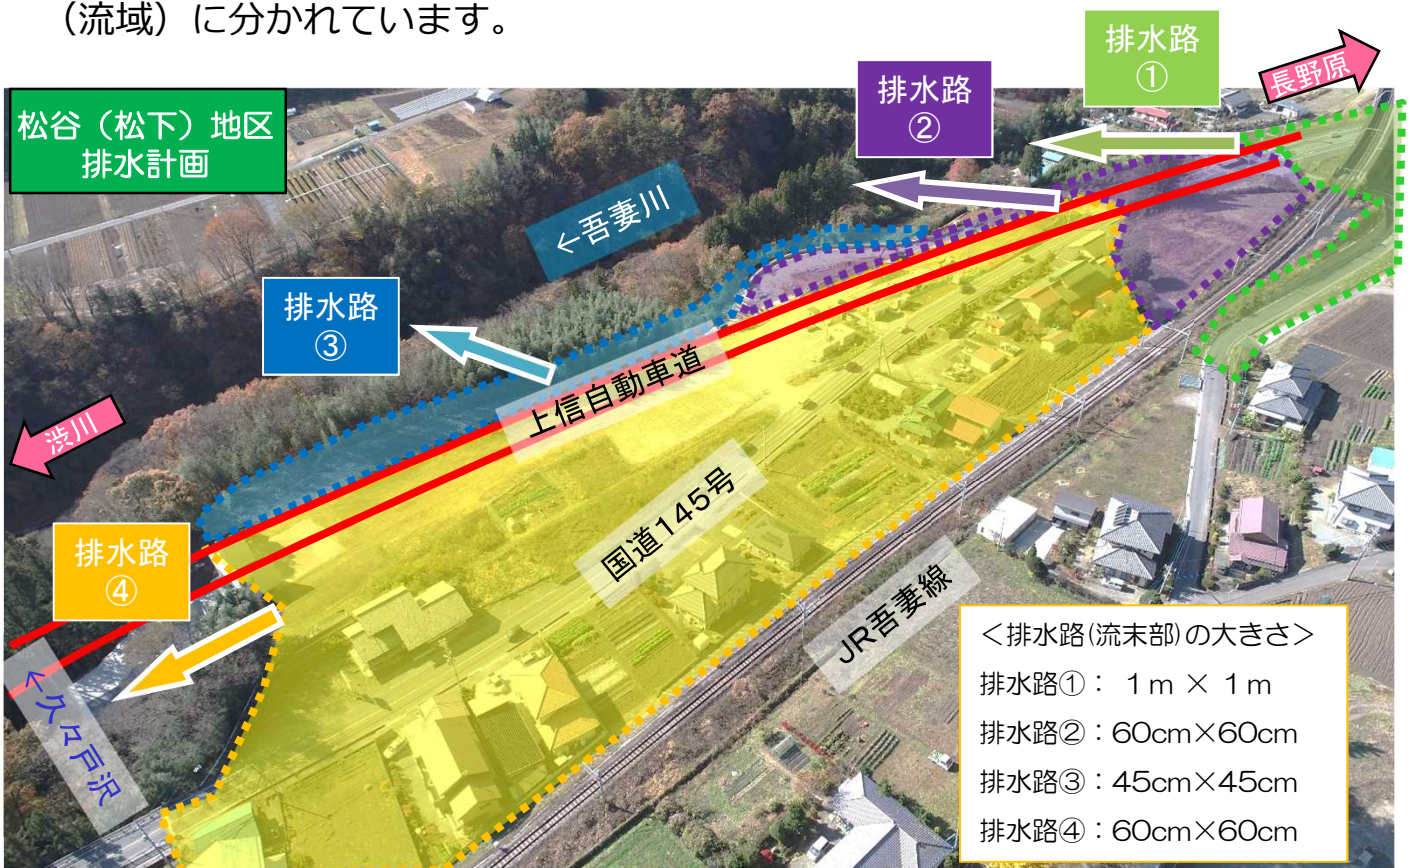 （流域）に分かれています。
排水路
①
長野原
排水路
②
松谷（松下）地区
排水計画
←吾妻川
排水路
③
上信自動車道
渋川
国道145号
排水路
④
JR吾妻線
←久々戸沢
＜排水路(流末部)の大きさ＞
排水路①： １ｍ × １ｍ
排水路②：60cm×60cm
排水路③：45cm×45cm
排水路④：60cm×60cm